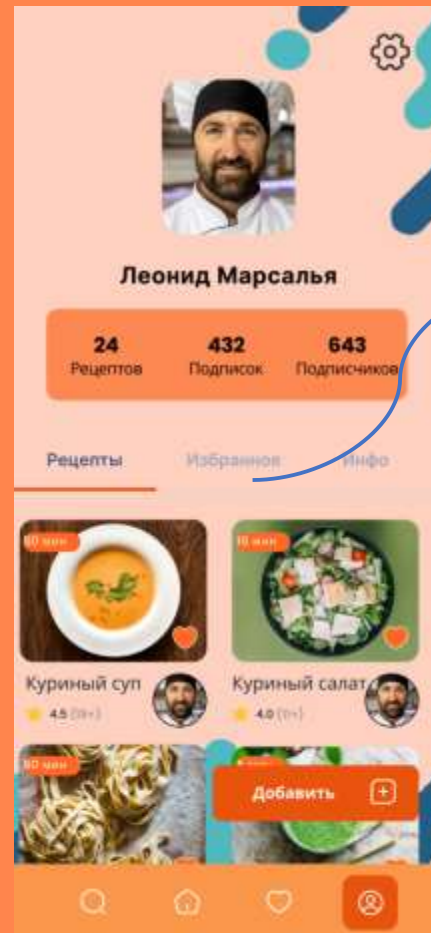 Леонид Марсалья
24 432 643
Рецептов Подписок Подписчиков
Рецепты Избранное Инфо
Куриный суп Куриный салат
4.5 4.0
Добавить